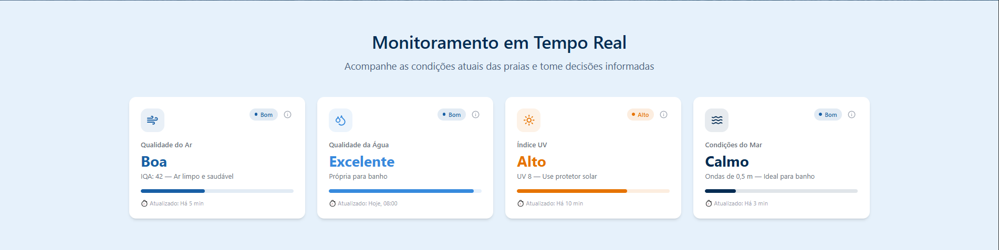 Monitoramento em Tempo Real
Acompanhe as condições atuais das praias e tome decisões informadas
Bom
Qualidade do Ar
Boa
IQA: 42 — Ar limpo e saudável
Atualizado: Há 5 min
Bom
Qualidade da Água
Excelente
Própria para banho
Atualizado: Hoje, 08:00
Alto
Índice UV
Alto
UV 8 — Use protetor solar
Atualizado: Há 10 min
Bom
Condições do Mar
Calmo
Ondas de 0,5 m — Ideal para banho
Atualizado: Há 3 min